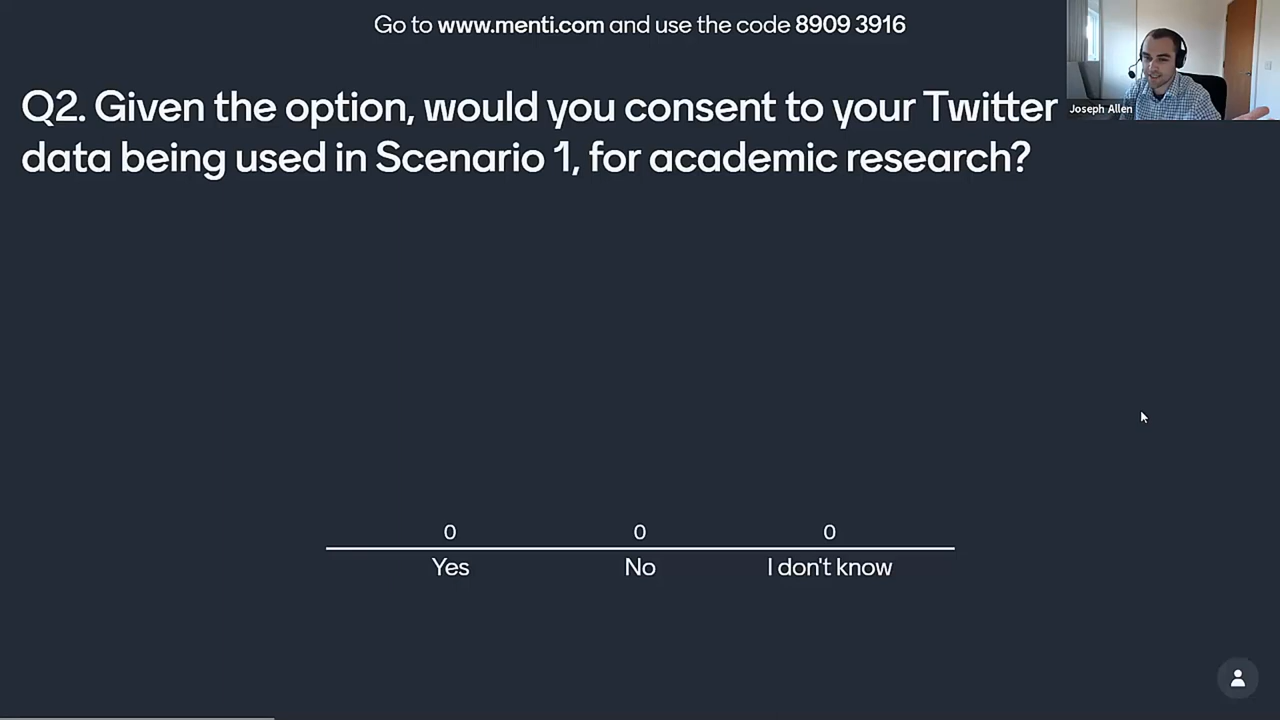 Go to www.menti.com and use the code 8909 3916
Joseph Allen
Q2. Given the option, would you consent to your Twitter
data being used in Scenario 1, for academic research?
0 0 0
Yes No I don't know